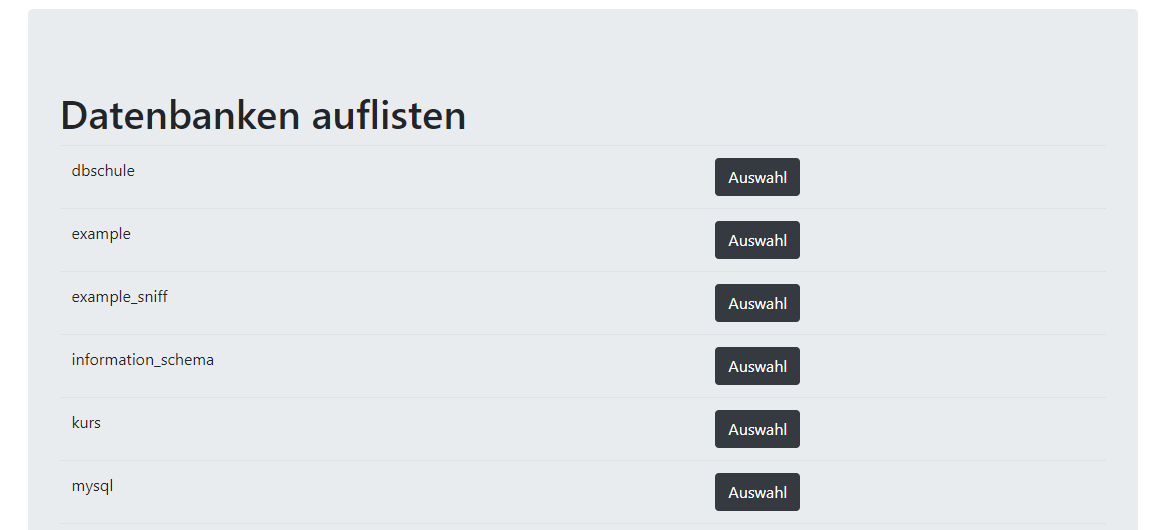 Datenbanken auflisten
dbschule Auswahl
example Auswahl
example_sniff Auswahl
information_schema Auswahl
kurs Auswahl
mysql Auswahl